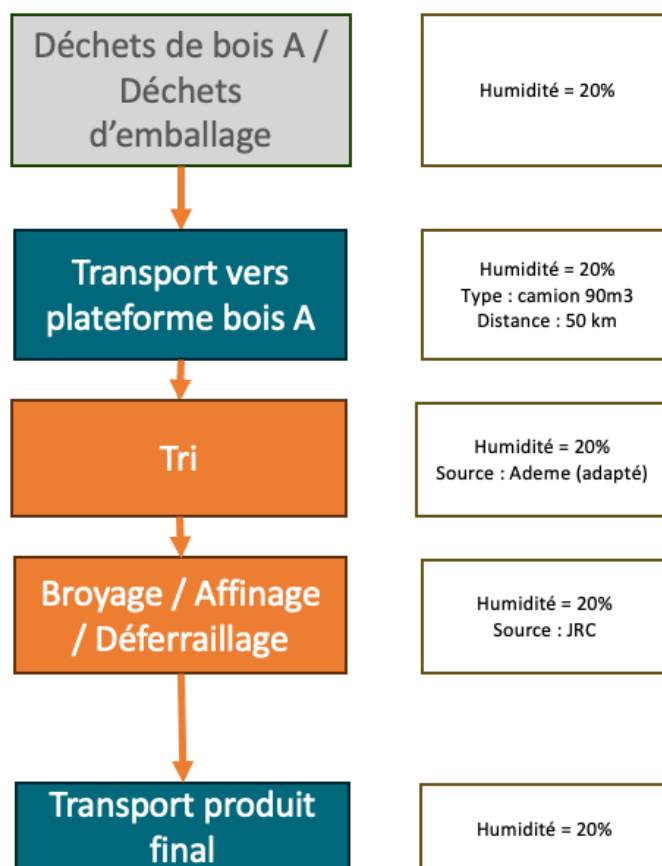 Déchets de bois A /
Déchets
d'emballage
Humidité = 20%
Transport vers
plateforme bois A
Humidité = 20%
Type : camion 90m3
Distance : 50 km
Tri
Humidité = 20%
Source : Ademe (adapté)
Broyage / Affinage
/ Déferraillage
Humidité = 20%
Source : JRC
Transport produit
final
Humidité = 20%